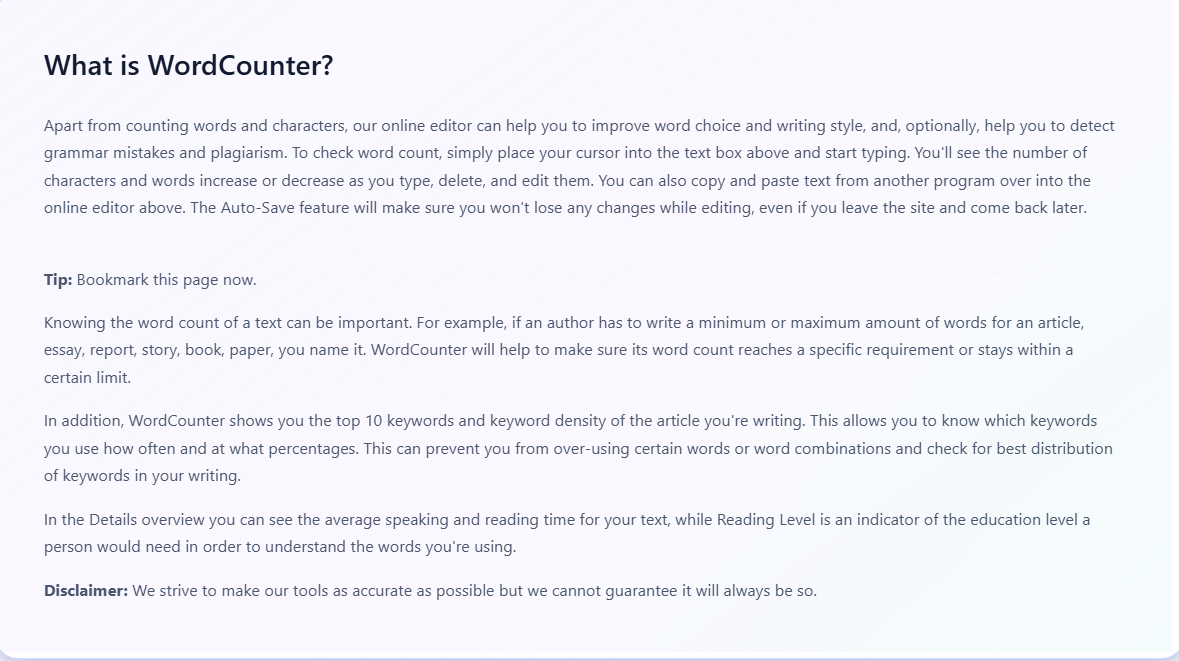 What is WordCounter?
Apart from counting words and characters, our online editor can help you to improve word choice and writing style, and, optionally, help you to detect
grammar mistakes and plagiarism. To check word count, simply place your cursor into the text box above and start typing. You'll see the number of
characters and words increase or decrease as you type, delete, and edit them. You can also copy and paste text from another program over into the
online editor above. The Auto-Save feature will make sure you won't lose any changes while editing, even if you leave the site and come back later.
Tip: Bookmark this page now.
Knowing the word count of a text can be important. For example, if an author has to write a minimum or maximum amount of words for an article,
essay, report, story, book, paper, you name it. WordCounter will help to make sure its word count reaches a specific requirement or stays within a
certain limit.
In addition, WordCounter shows you the top 10 keywords and keyword density of the article you're writing. This allows you to know which keywords
you use how often and at what percentages. This can prevent you from over-using certain words or word combinations and check for best distribution
of keywords in your writing.
In the Details overview you can see the average speaking and reading time for your text, while Reading Level is an indicator of the education level a
person would need in order to understand the words you're using.
Disclaimer: We strive to make our tools as accurate as possible but we cannot guarantee it will always be so.